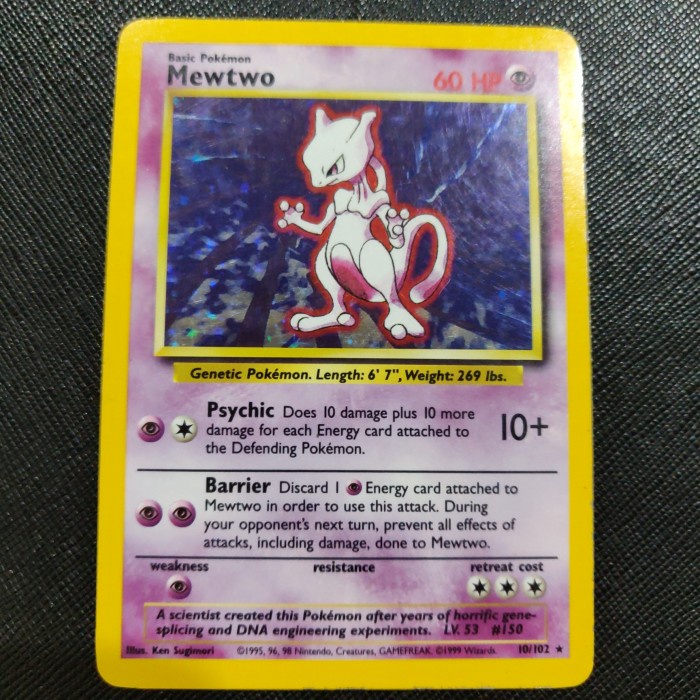 Basic Pokémon
Mewtwo 60 HP
Genetic Pokémon. Length: 6' 7", Weight: 269 lbs.
Psychic Does 10 damage plus 10 more
damage for each Energy card attached to
the Defending Pokémon.
10+
Barrier Discard 1 Energy card attached to
Mewtwo in order to use this attack. During
your opponent's next turn, prevent all effects of
attacks, including damage, done to Mewtwo.
weakness resistance retreat cost
A scientist created this Pokémon after years of horrific gene-
splicing and DNA engineering experiments. LV. 53 #150
Illus. Ken Sugimori ©1995, 96, 98 Nintendo, Creatures, GAMEFREAK. ©1999 Wizards. 10/102 ★